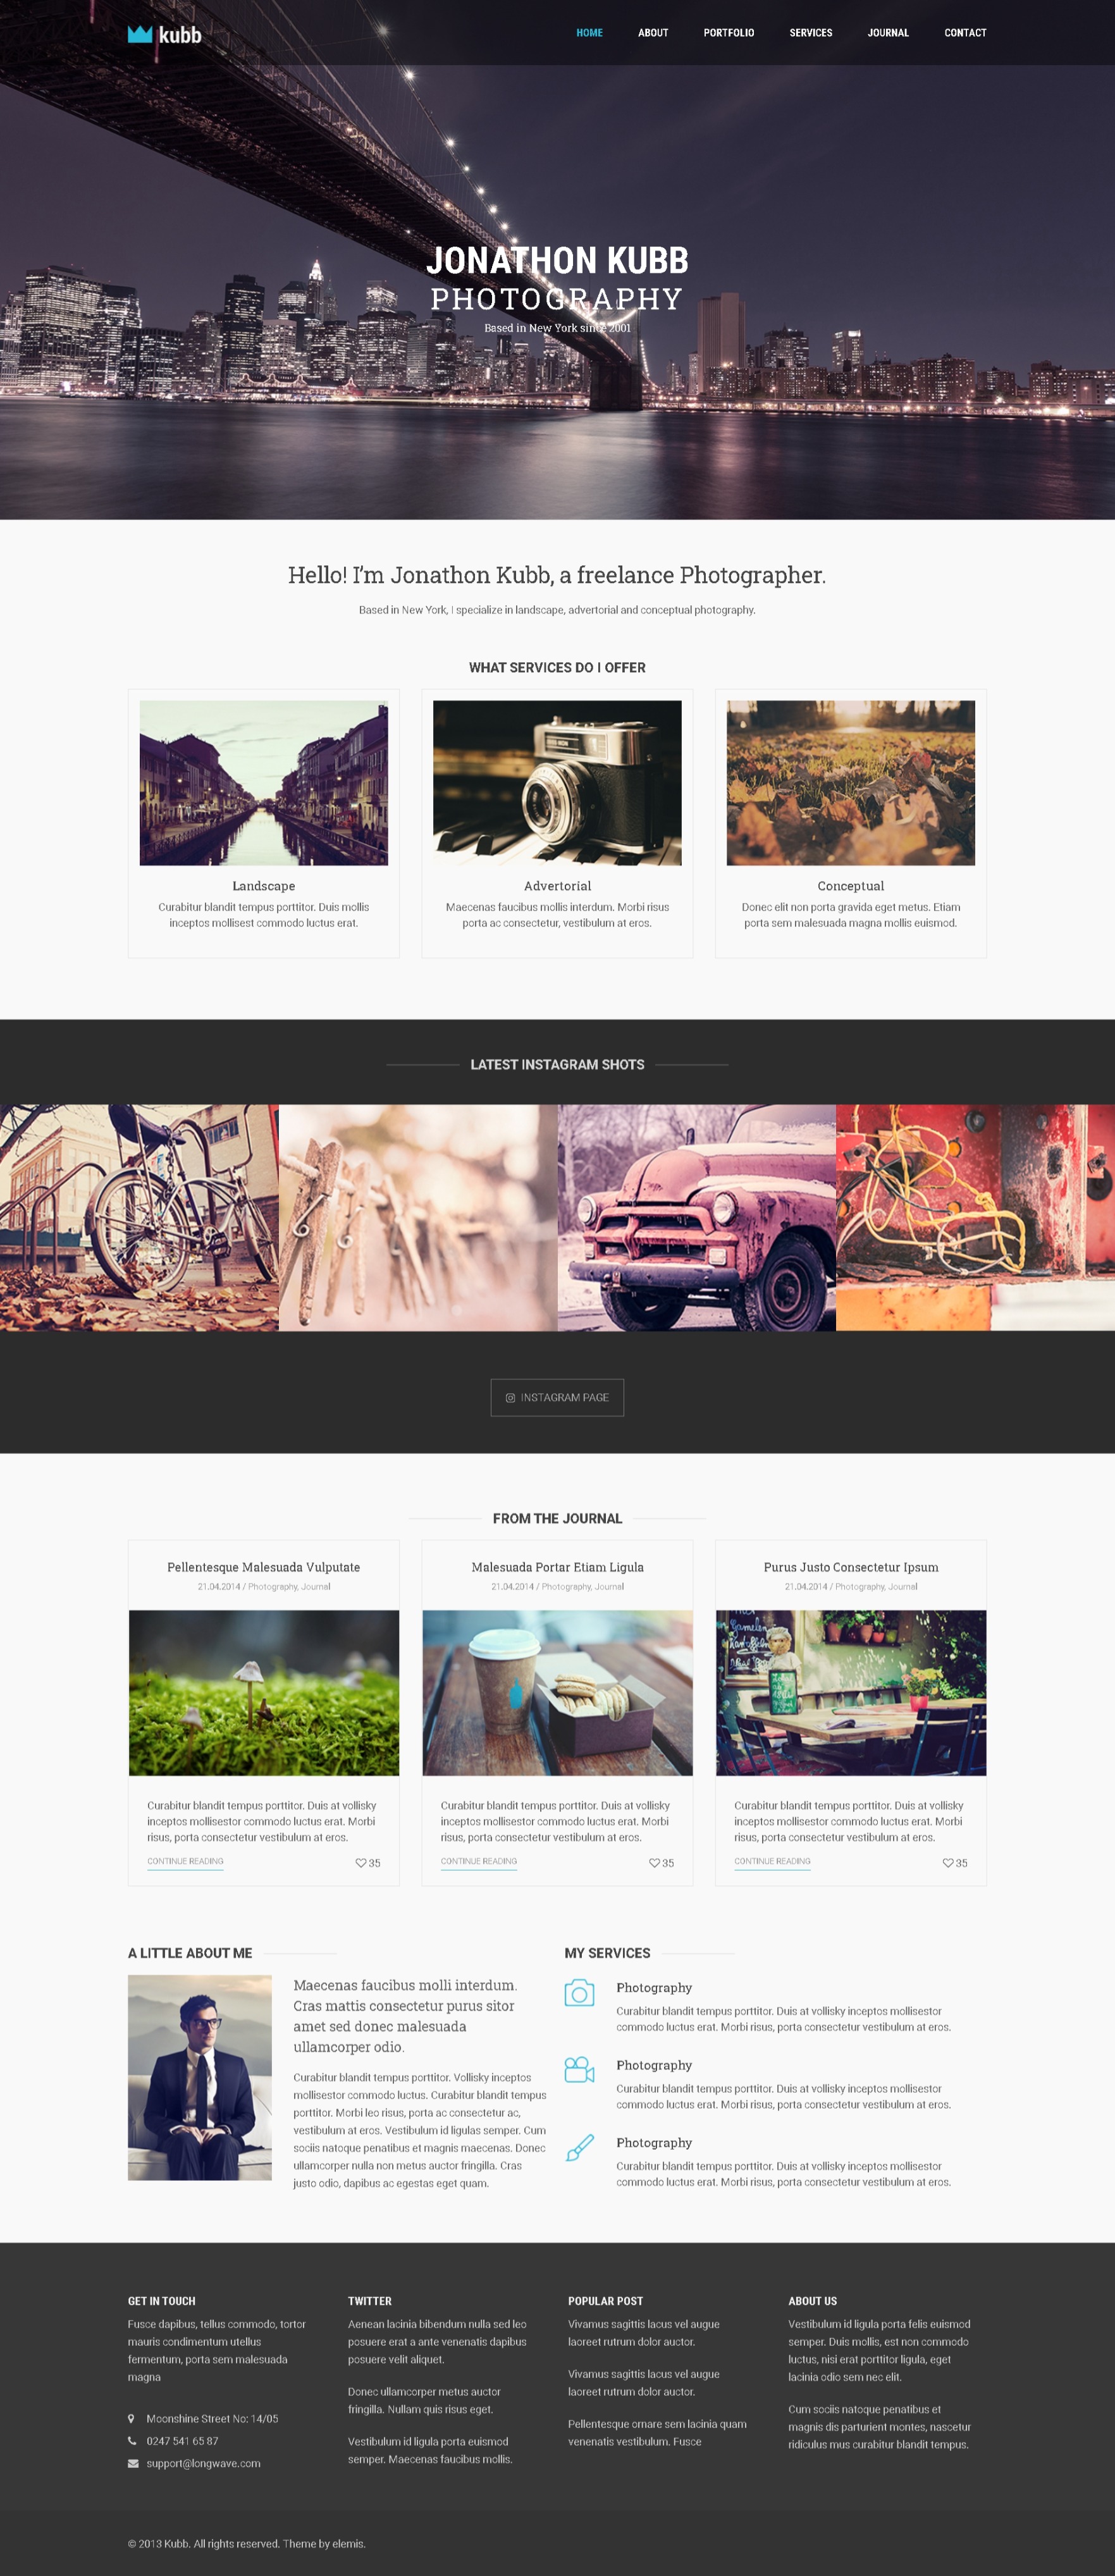 kubb
HOME ABOUT PORTFOLIO SERVICES JOURNAL CONTACT
JONATHON KUBB
PHOTOGRAPHY
Based in New York since 2001
Hello! I'm Jonathon Kubb, a freelance Photographer.
Based in New York, I specialize in landscape, advertorial and conceptual photography.
WHAT SERVICES DO I OFFER
Landscape
Curabitur blandit tempus porttitor. Duis mollis
inceptos mollisest commodo luctus erat.
Advertorial
Maecenas faucibus mollis interdum. Morbi risus
porta ac consectetur, vestibulum at eros.
Conceptual
Donec elit non porta gravida eget metus. Etiam
porta sem malesuada magna mollis euismod.
LATEST INSTAGRAM SHOTS
INSTAGRAM PAGE
FROM THE JOURNAL
Pellentesque Malesuada Vulputate
21.04.2014 / Photography, Journal
Curabitur blandit tempus porttitor. Duis at vollisky
inceptos mollisestor commodo luctus erat. Morbi
risus, porta consectetur vestibulum at eros.
CONTINUE READING 35
Malesuada Portar Etiam Ligula
21.04.2014 / Photography, Journal
Curabitur blandit tempus porttitor. Duis at vollisky
inceptos mollisestor commodo luctus erat. Morbi
risus, porta consectetur vestibulum at eros.
CONTINUE READING 35
Purus Justo Consectetur Ipsum
21.04.2014 / Photography, Journal
Curabitur blandit tempus porttitor. Duis at vollisky
inceptos mollisestor commodo luctus erat. Morbi
risus, porta consectetur vestibulum at eros.
CONTINUE READING 35
A LITTLE ABOUT ME
Maecenas faucibus molli interdum.
Cras mattis consectetur purus sitor
amet sed donec malesuada
ullamcorper odio.
Curabitur blandit tempus porttitor. Vollisky inceptos
mollisestor commodo luctus. Curabitur blandit tempus
porttitor. Morbi leo risus, porta ac consectetur ac,
vestibulum at eros. Vestibulum id ligulas semper. Cum
sociis natoque penatibus et magnis maecenas. Donec
ullamcorper nulla non metus auctor fringilla. Cras
justo odio, dapibus ac egestas eget quam.
MY SERVICES
Photography
Curabitur blandit tempus porttitor. Duis at vollisky inceptos mollisestor
commodo luctus erat. Morbi risus, porta consectetur vestibulum at eros.
Photography
Curabitur blandit tempus porttitor. Duis at vollisky inceptos mollisestor
commodo luctus erat. Morbi risus, porta consectetur vestibulum at eros.
Photography
Curabitur blandit tempus porttitor. Duis at vollisky inceptos mollisestor
commodo luctus erat. Morbi risus, porta consectetur vestibulum at eros.
GET IN TOUCH
Fusce dapibus, tellus commodo, tortor
mauris condimentum utellus
fermentum, porta sem malesuada
magna
Moonshine Street No: 14/05
0247 541 65 87
support@longwave.com
TWITTER
Aenean lacinia bibendum nulla sed leo
posuere erat a ante venenatis dapibus
posuere velit aliquet.
Donec ullamcorper metus auctor
fringilla. Nullam quis risus eget.
Vestibulum id ligula porta euismod
semper. Maecenas faucibus mollis.
POPULAR POST
Vivamus sagittis lacus vel augue
laoreet rutrum dolor auctor.
Vivamus sagittis lacus vel augue
laoreet rutrum dolor auctor.
Pellentesque ornare sem lacinia quam
venenatis vestibulum. Fusce
ABOUT US
Vestibulum id ligula porta felis euismod
semper. Duis mollis, est non commodo
luctus, nisi erat porttitor ligula, eget
lacinia odio sem nec elit.
Cum sociis natoque penatibus et
magnis dis parturient montes, nascetur
ridiculus mus curabitur blandit tempus.
© 2013 Kubb. All rights reserved. Theme by elemis.